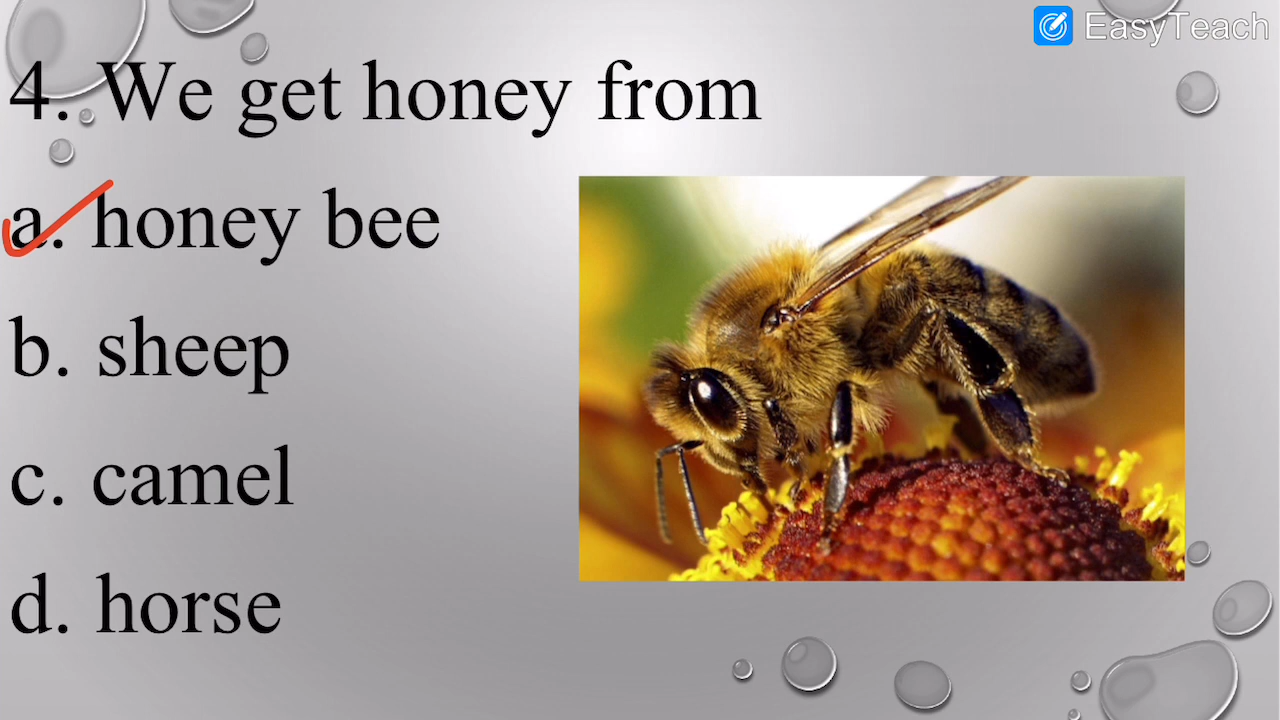 EasyTeach
4. We get honey from
a. honey bee
b. sheep
c. camel
d. horse